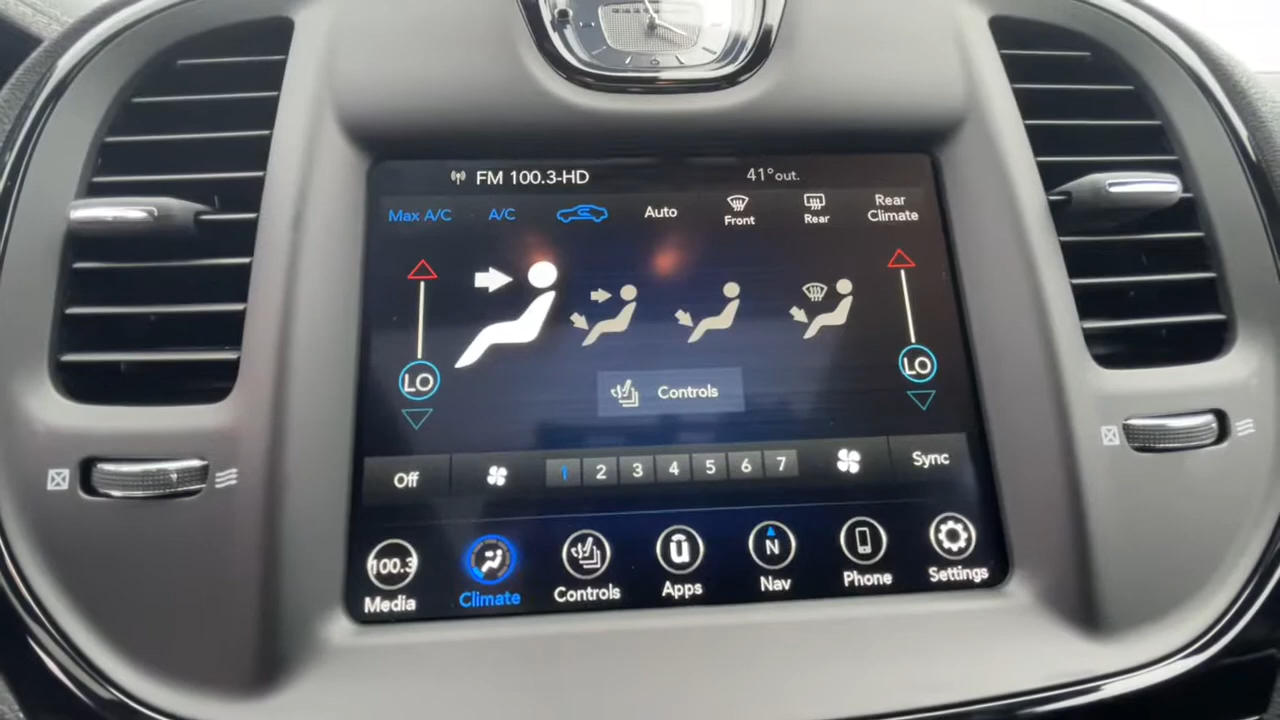 FM 100.3-HD 41°out.
Max A/C A/C Auto Front Rear Rear Climate
LO LO
Controls
Off 1 2 3 4 5 6 7 Sync
100.3 N
Media Climate Controls Apps Nav Phone Settings